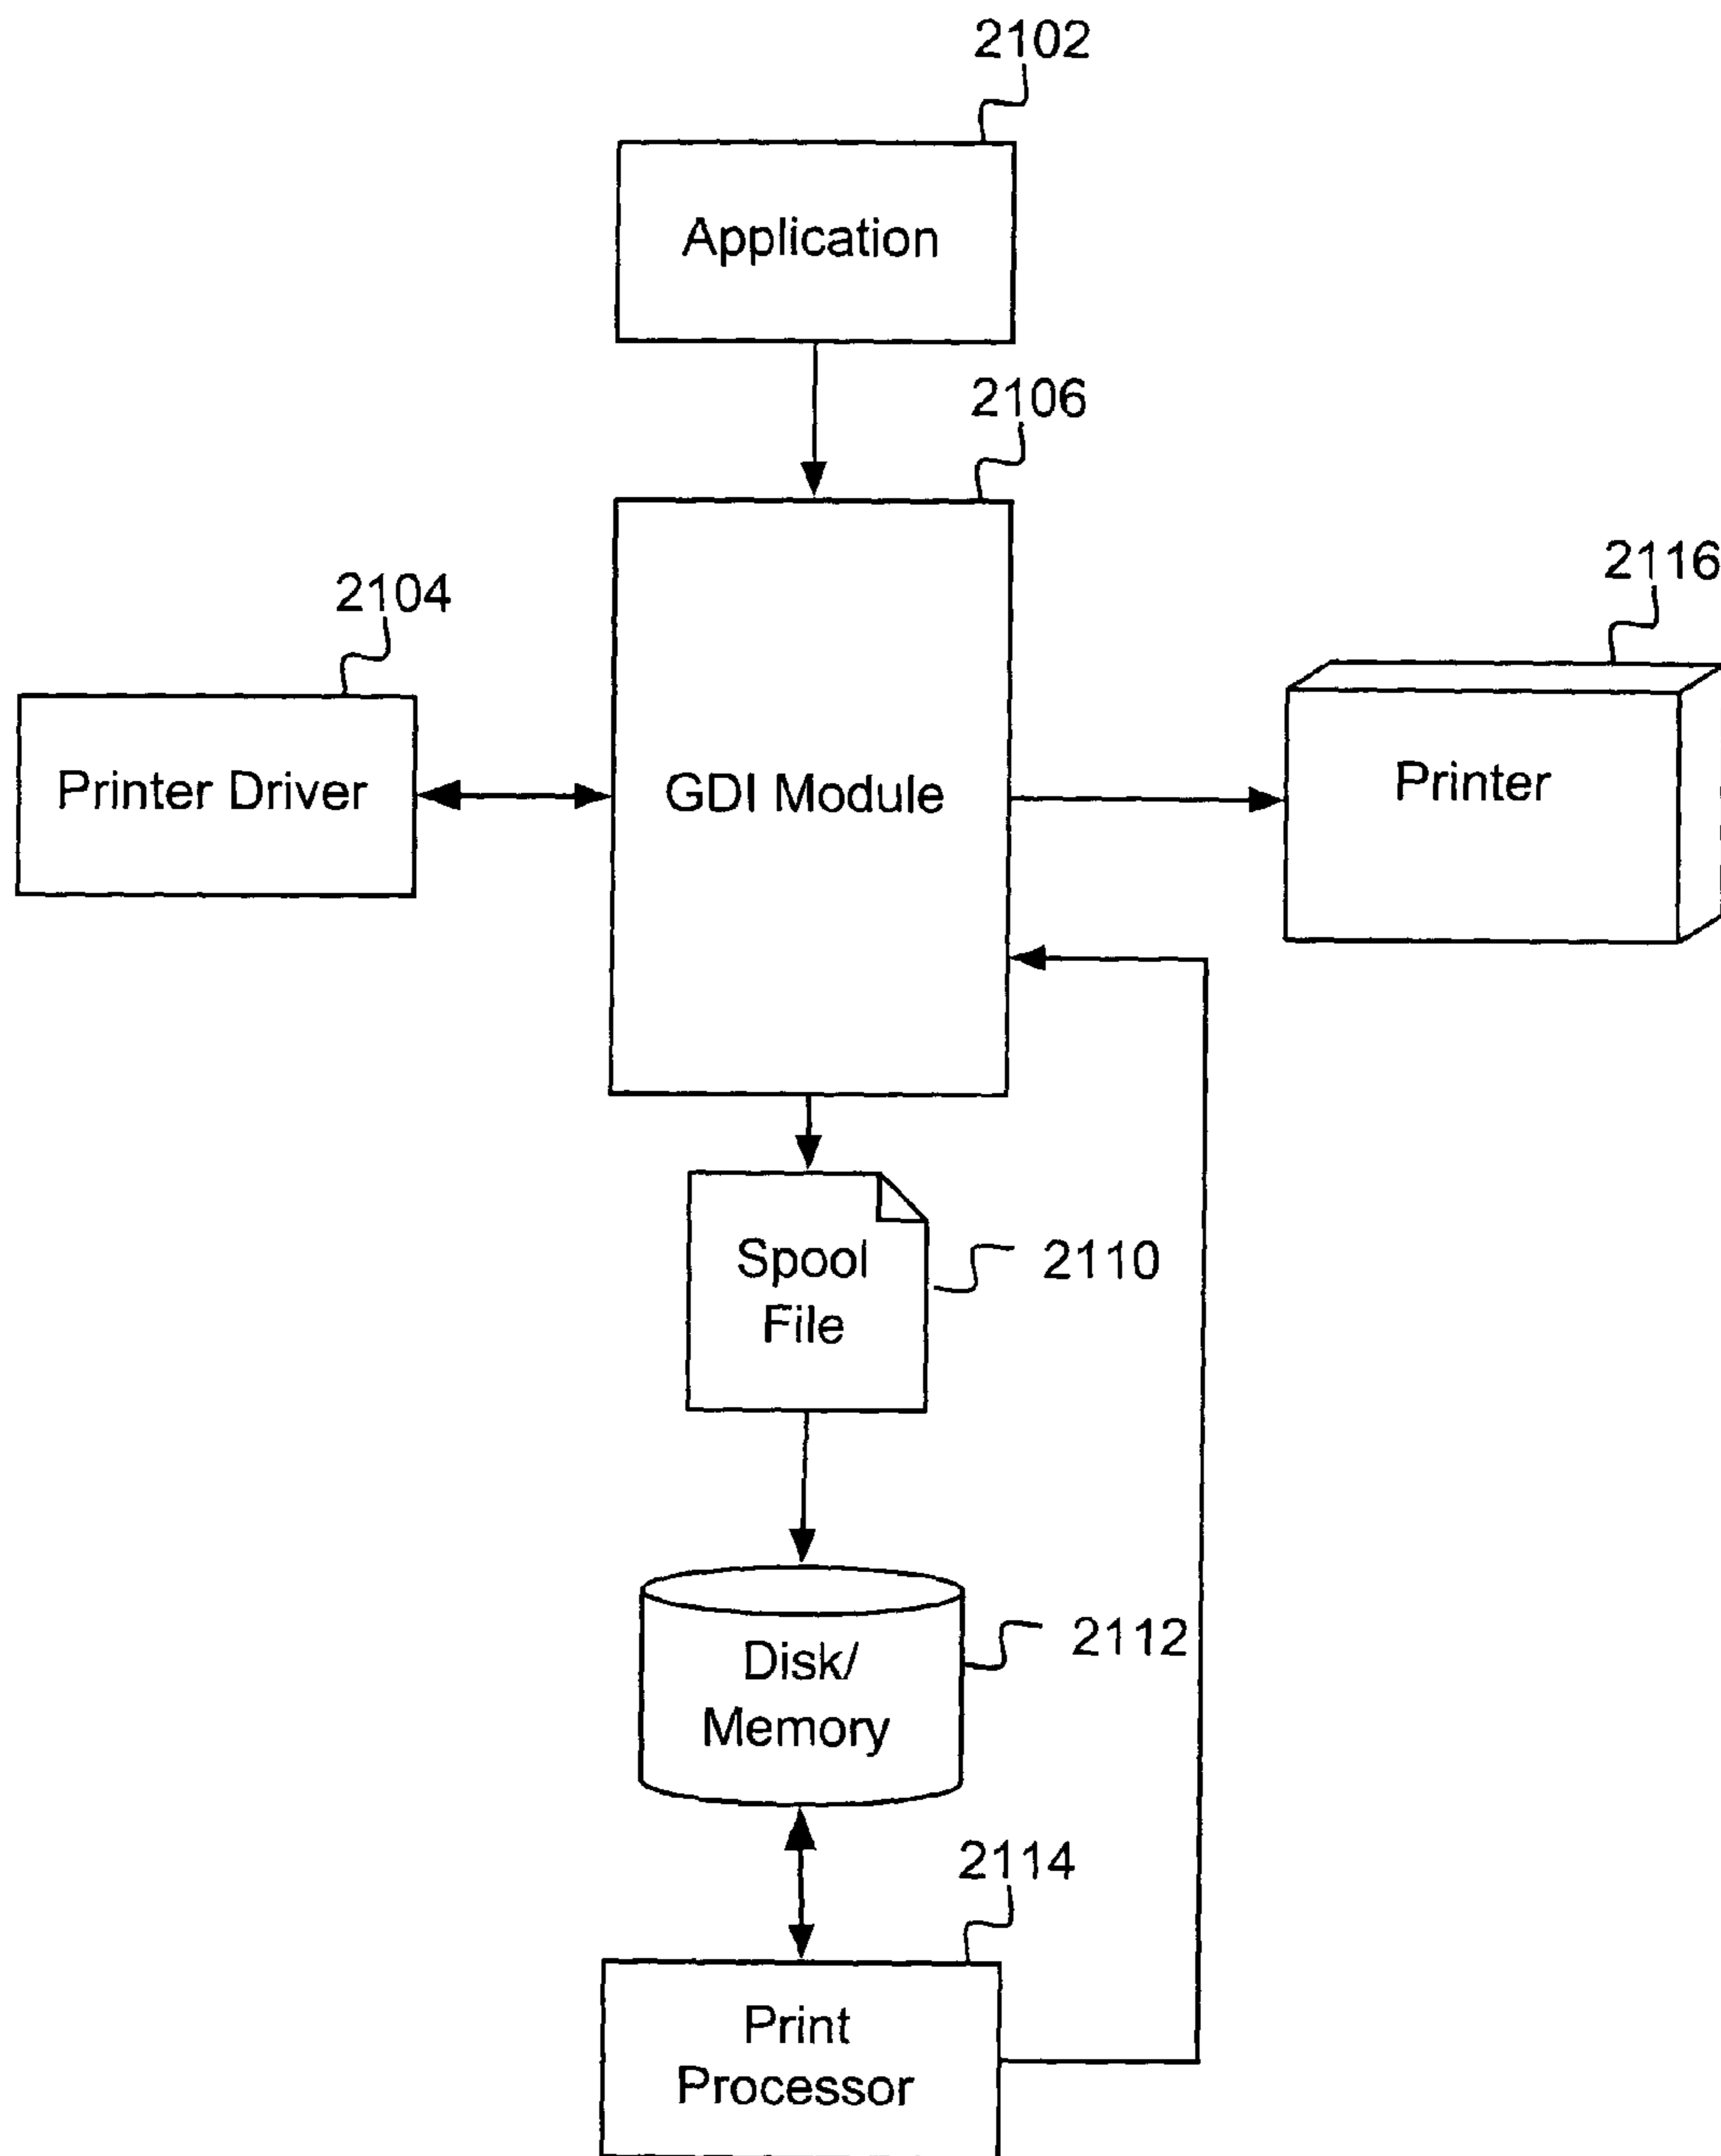 2102
Application
2106
2104
2116
Printer Driver
GDI Module
Printer
Spool
File
2110
Disk/
Memory
2112
2114
Print
Processor